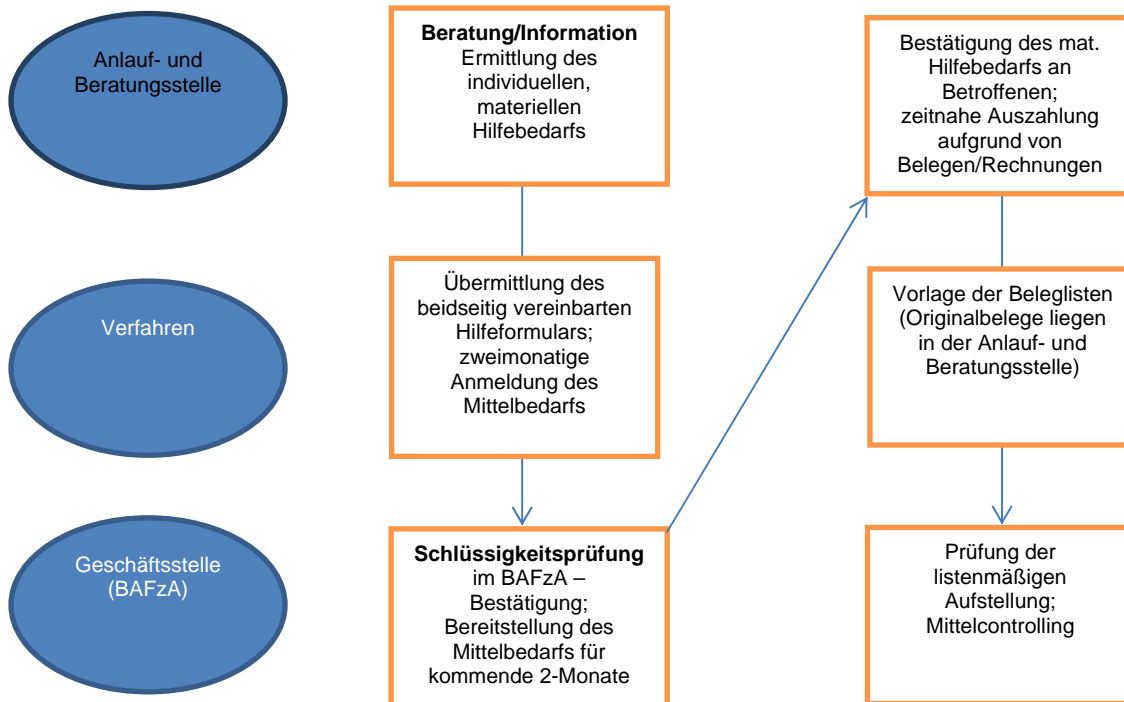 Anlauf- und
Beratungsstelle
Beratung/Information
Ermittlung des
individuellen,
materiellen
Hilfebedarfs
Bestätigung des mat.
Hilfebedarfs an
Betroffenen;
zeitnahe Auszahlung
aufgrund von
Belegen/Rechnungen
Verfahren
Übermittlung des
beidseitig vereinbarten
Hilfeformulars;
zweimonatige
Anmeldung des
Mittelbedarfs
Vorlage der Beleglisten
(Originalbelege liegen
in der Anlauf- und
Beratungsstelle)
Geschäftsstelle
(BAFzA)
Schlüssigkeitsprüfung
im BAFzA –
Bestätigung;
Bereitstellung des
Mittelbedarfs für
kommende 2-Monate
Prüfung der
listenmäßigen
Aufstellung;
Mittelcontrolling